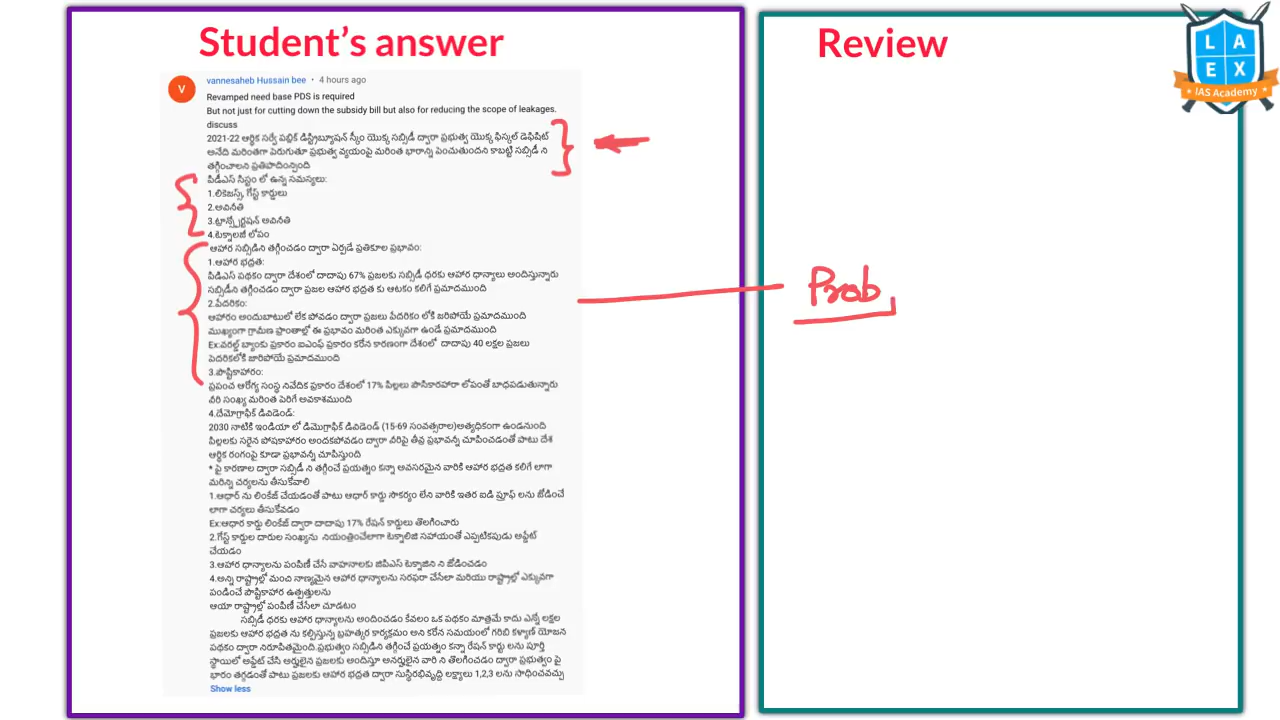 Student's answer
vannesaheb Hussain bee • 4 hours ago
V
Revamped need base PDS is required
But not just for cutting down the subsidy bill but also for reducing the scope of leakages.
discuss
2021-22 ఆర్థిక సర్వే పబ్లిక్ డిస్ట్రిబ్యూషన్ స్కీం యొక్క సబ్సిడీ ద్వారా ప్రభుత్వ యొక్క ఫిస్కల్ డెఫిషిట్
అనేది మరింతగా పెరుగుతూ ప్రభుత్వ వ్యయంపై మరింత భారాన్ని పెంచుతుందని కాబట్టి సబ్సిడీ ని
తగ్గించాలని ప్రతిపాదించింది
పీడీఎస్ సిస్టం లో ఉన్న సమస్యలు:
1.లికెజస్, గోస్ట్ కార్డులు
2.అవినీతి
3.ట్రాన్స్పోర్టషన్ అవినీతి
4.టెక్నాలజీ లోపం
ఆహార సబ్సిడిని తగ్గించడం ద్వారా ఏర్పడే ప్రతికూల ప్రభావం:
1.ఆహార భద్రత:
పిడిఎస్ పథకం ద్వారా దేశంలో దాదాపు 67% ప్రజలకు సబ్సిడీ ధరకు ఆహార ధాన్యాలు అందిస్తున్నారు
సబ్సిడీని తగ్గించడం ద్వారా ప్రజల ఆహార భద్రత కు ఆటకం కలిగే ప్రమాదముంది
2.పేదరికం:
ఆహారం అందుబాటులో లేక పోవడం ద్వారా ప్రజలు పేదరికం లోకి జరిపోయే ప్రమాదముంది
ముఖ్యంగా గ్రామీణ ప్రాంతాల్లో ఈ ప్రభావం మరింత ఎక్కువగా ఉండే ప్రమాదముంది
Ex:వరల్డ్ బ్యాంకు ప్రకారం ఐఎంఫ్ ప్రకారం కరోన కారణంగా దేశంలో దాదాపు 40 లక్షల ప్రజలు
పెదరికలోకి జారిపోయే ప్రమాదముంది
3.పౌష్టికాహారం:
ప్రపంచ ఆరోగ్య సంస్థ నివేదిక ప్రకారం దేశంలో 17% పిల్లలు పౌసికారహారా లోపంతో బాధపడుతున్నారు
వీరి సంఖ్య మరింత పెరిగే అవకాశముంది
4.దేమోగ్రాఫిక్ డివిడెండ్:
2030 నాటికి ఇండియా లో డిమొగ్రాఫిక్ డివిడెండ్ (15-69 సంవత్సరాల)అత్యధికంగా ఉండనుంది
పిల్లలకు సరైన పోషకాహారం అందకపోవడం ద్వారా వీరిపై తీవ్ర ప్రభావన్నీ చూపించడంతో పాటు దేశ
ఆర్థిక రంగంపై కూడా ప్రభావన్నీ చూపిస్తుంది
* పై కారణాల ద్వారా సబ్సిడీ ని తగ్గించే ప్రయత్నం కన్నా అవసరమైన వారికి ఆహార భద్రత కలిగే లాగా
మరిన్ని చర్యలను తీసుకోవాలి
1.ఆధార్ ను లింకేజ్ చేయడంతో పాటు ఆధార్ కార్డు సౌకర్యం లేని వారికి ఇతర ఐడి ప్రూఫ్ లను జోడించే
లాగా చర్యలు తీసుకోవడం
Ex:ఆధార కార్డు లింకేజ్ ద్వారా దాదాపు 17% రేషన్ కార్డులు తొలగించారు
2.గోస్ట్ కార్డుల దారుల సంఖ్యను నియంత్రించేలాగా టెక్నాలిజి సహాయంతో ఎప్పటికపుడు అప్డేట్
చేయడం
3.ఆహార ధాన్యాలను పంపిణీ చేసే వాహనాలకు జిపిఎస్ టెక్నాజిని ని జోడించడం
4.అన్ని రాష్ట్రాల్లో మంచి నాణ్యమైన ఆహార ధాన్యాలను సరఫరా చేసేలా మరియు రాష్ట్రాల్లో ఎక్కువగా
పండించే పౌష్టికాహార ఉత్పత్తులను
ఆయా రాష్ట్రాల్లో పంపిణీ చేసేలా చూడటం
సబ్సిడీ ధరకు ఆహార ధాన్యాలను అందించడం కేవలం ఒక పథకం మాత్రమే కాదు ఎన్నో లక్షల
ప్రజలకు ఆహార భద్రత ను కల్పిస్తున్న బ్రహత్కర కార్యక్రమం అని కరోన సమయంలో గరిబి కళ్యాణ్ యోజన
పథకం ద్వారా నిరూపితమైంది.ప్రభుత్వం సబ్సిడిని తగ్గించే ప్రయత్నం కన్నా రేషన్ కార్డు లను పూర్తి
స్థాయిలో అప్డేట్ చేసి అర్హులైన ప్రజలకు అందిస్తూ అనర్హులైన వారి ని తొలగించడం ద్వారా ప్రభుత్వం పై
భారం తగ్గడంతో పాటు ప్రజలకు ఆహార భద్రత ద్వారా సుస్థిరభివృద్ధి లక్ష్యాలు 1,2,3 లను సాధించవచ్చు
Show less
Review
Prob
LAEX
IAS Academy